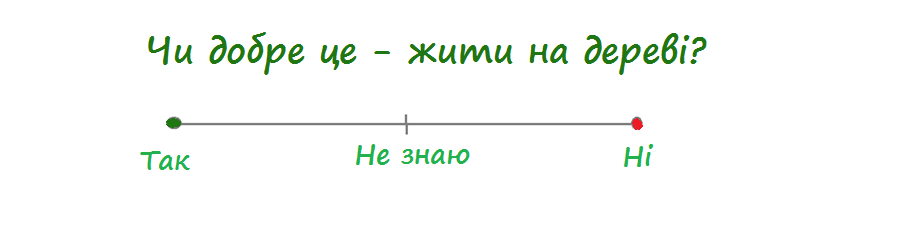 Чи добре це - жити на дереві?
Так
Не знаю
Ні